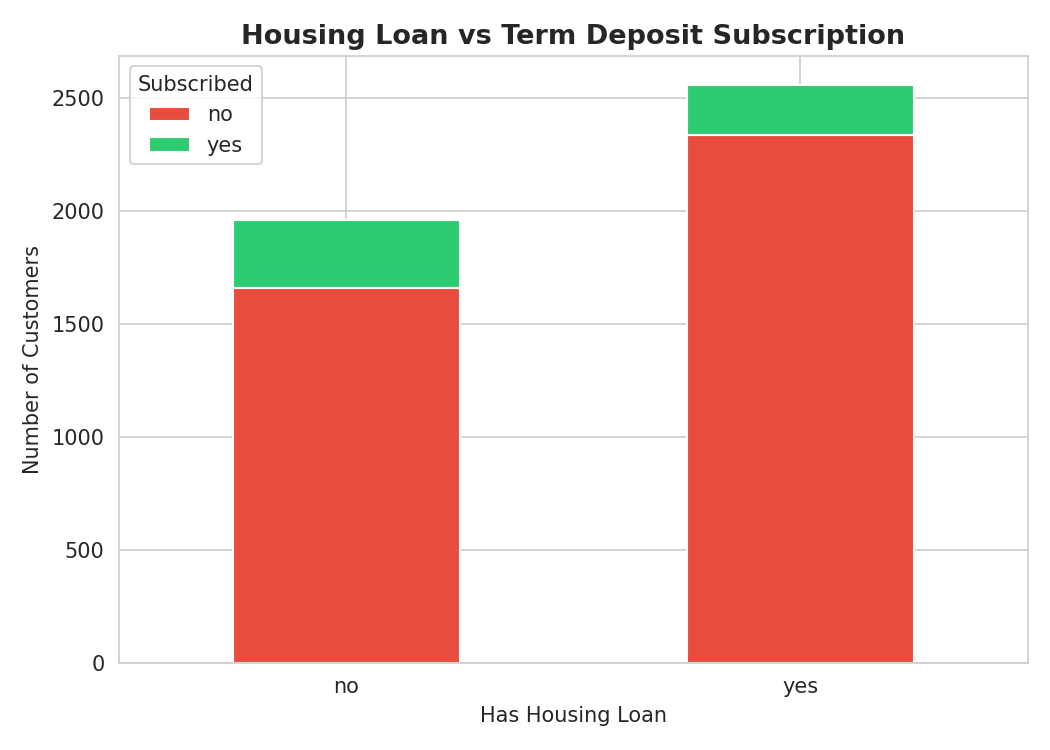 Housing Loan vs Term Deposit Subscription
Subscribed
no
yes
2500
2000
1500
1000
500
0
Number of Customers
no yes
Has Housing Loan